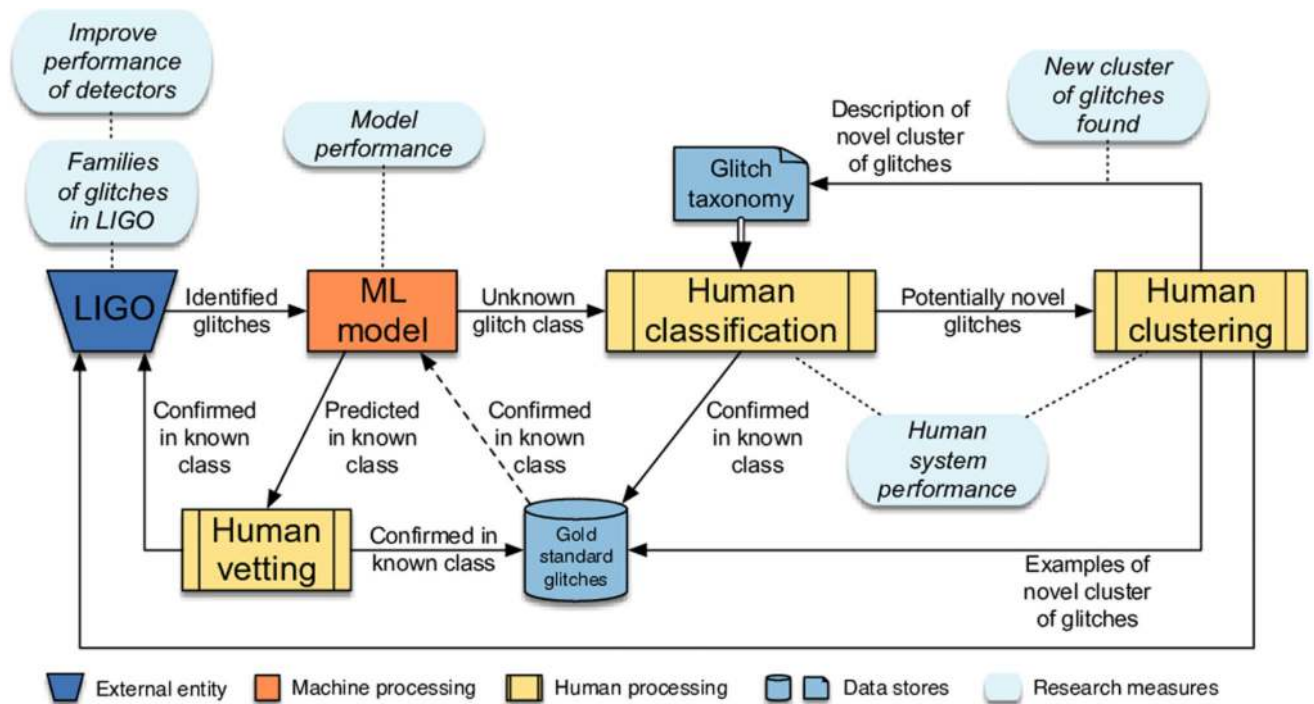 Improve
performance
of detectors
Families
of glitches
in LIGO
Model
performance
Description of
novel cluster
of glitches
New cluster
of glitches
found
Glitch
taxonomy
LIGO
Identified
glitches
ML
model
Unknown
glitch class
Human
classification
Potentially novel
glitches
Human
clustering
Confirmed
in known
class
Predicted
in known
class
Confirmed
in known
class
Confirmed
in known
class
Human
system
performance
Human
vetting
Confirmed in
known class
Gold
standard
glitches
Examples of
novel cluster
of glitches
External entity
Machine processing
Human processing
Data stores
Research measures